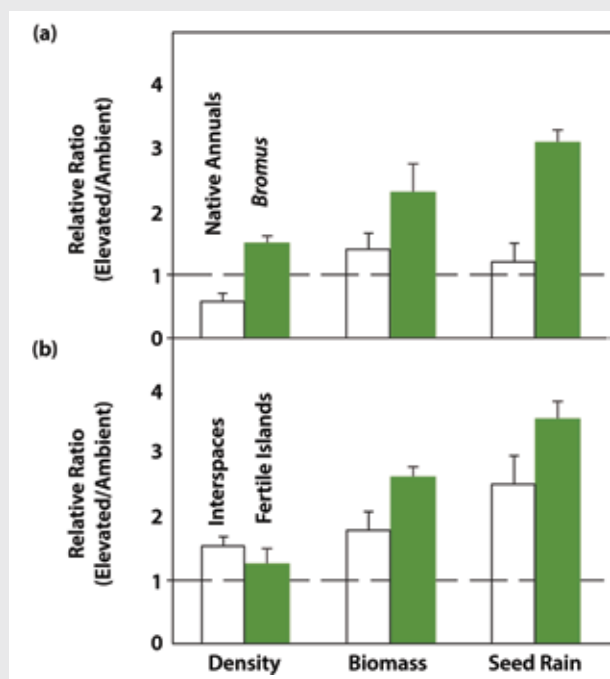 (a)
Relative Ratio
(Elevated/Ambient)
4
3
2
1
0
Native Annuals
Bromus
(b)
Relative Ratio
(Elevated/Ambient)
4
3
2
1
0
Interspaces
Fertile Islands
Density Biomass Seed Rain